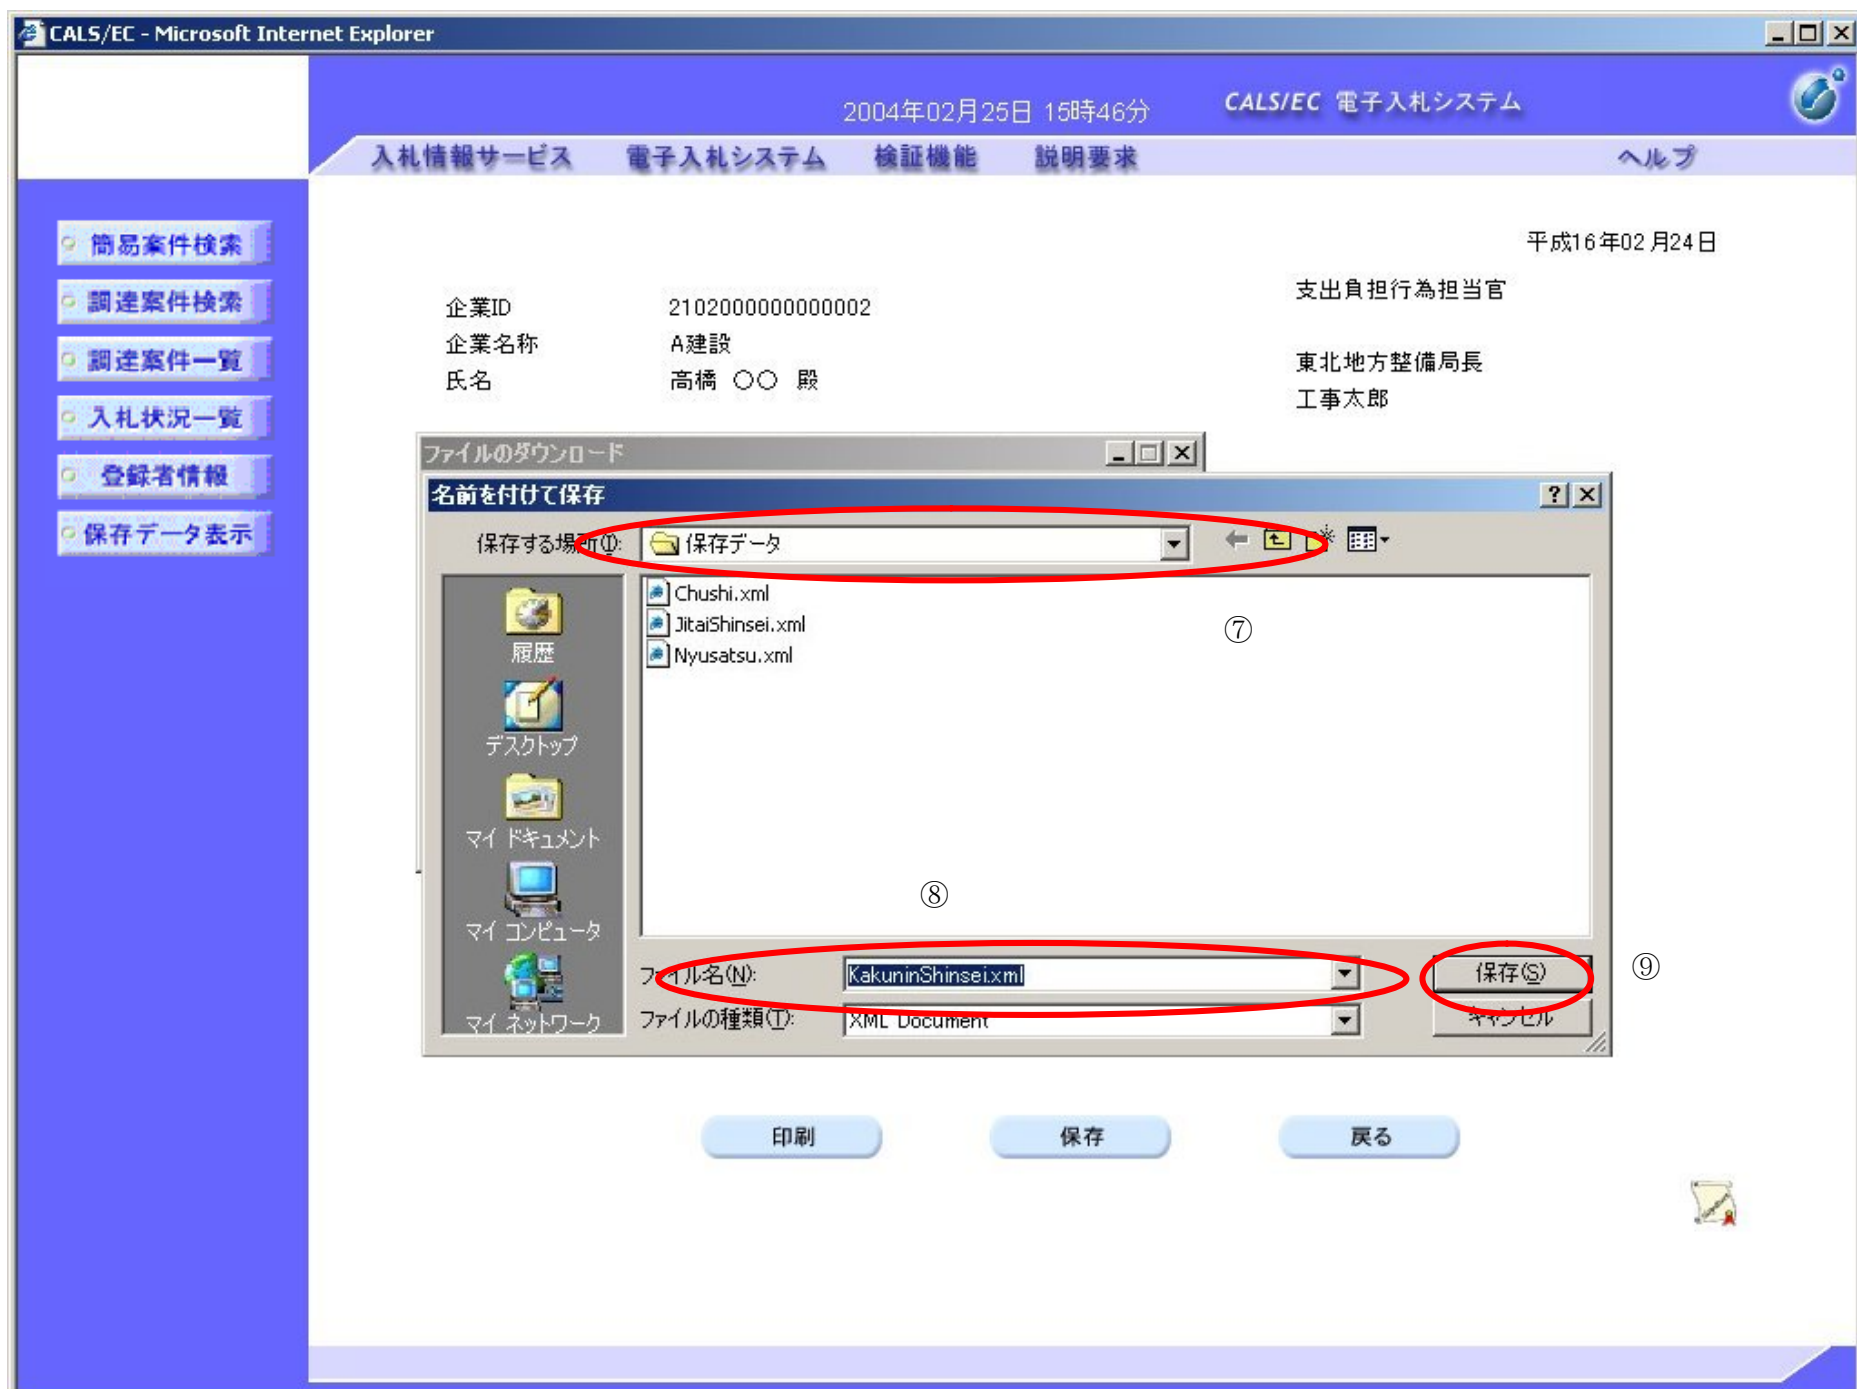 CALS/EC - Microsoft Internet Explorer
2004年02月25日 15時46分
CALS/EC 電子入札システム
入札情報サービス 電子入札システム 検証機能 説明要求 ヘルプ
簡易案件検索
調達案件検索
調達案件一覧
入札状況一覧
登録者情報
保存データ表示
平成16年02月24日
支出負担行為担当官
企業ID 2102000000000002
企業名称 A建設
東北地方整備局長
氏名 高橋 〇〇 殿
工事太郎
ファイルのダウンロード
名前を付けて保存
保存する場所(I): 保存データ
Chushi.xml
JitaiShinsei.xml
Nyusatsu.xml
⑦
履歴
デスクトップ
マイ ドキュメント
マイ コンピュータ
マイ ネットワーク
⑧
ファイル名(N): KakuninShinsei.xml 保存(S) ⑨
ファイルの種類(T): XML Document キャンセル
印刷 保存 戻る